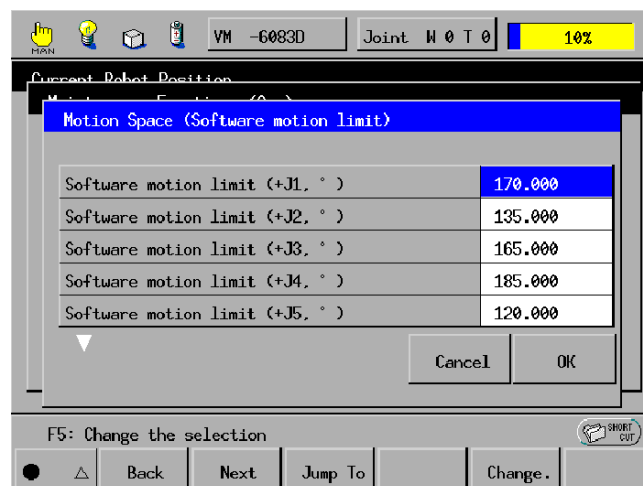 MAN VM -6083D Joint W 0 T 0 10%
Current Robot Position
Motion Space (Software motion limit)
Software motion limit (+J1, ° ) 170.000
Software motion limit (+J2, ° ) 135.000
Software motion limit (+J3, ° ) 165.000
Software motion limit (+J4, ° ) 185.000
Software motion limit (+J5, ° ) 120.000
Cancel OK
F5: Change the selection SHORT CUT
Back Next Jump To Change.